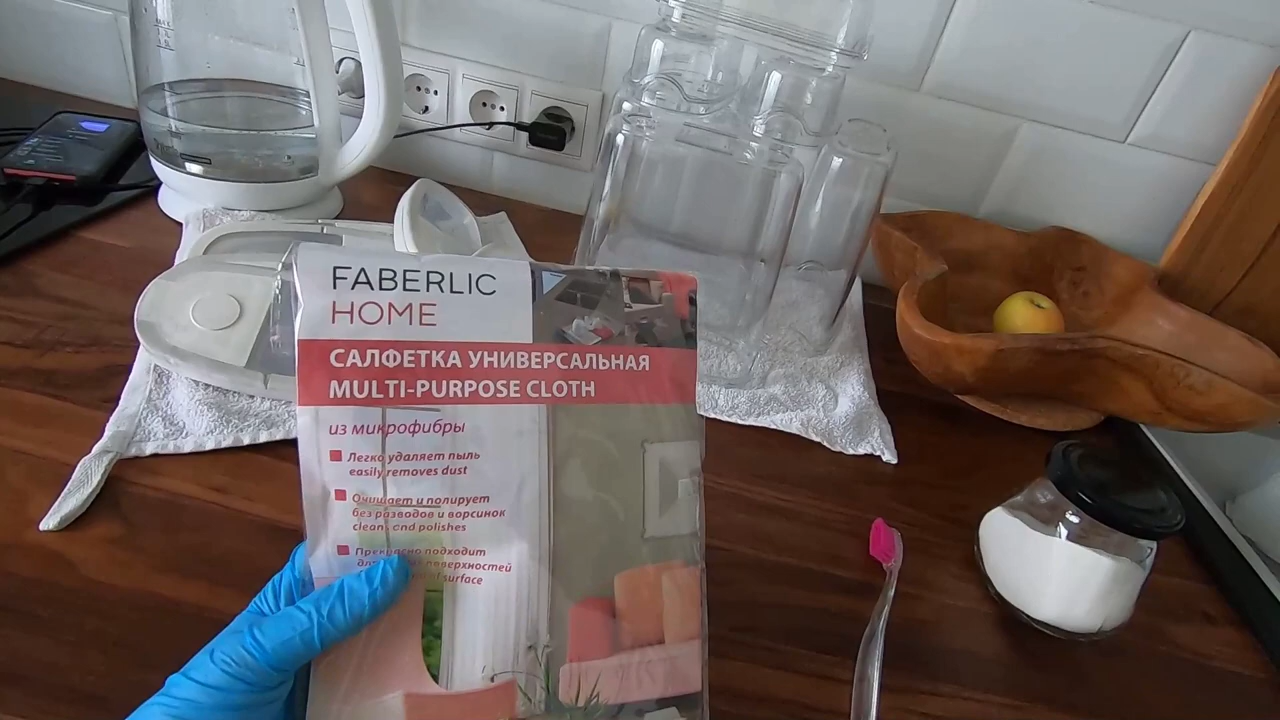 FABERLIC
HOME
САЛФЕТКА УНИВЕРСАЛЬНАЯ
MULTI-PURPOSE CLOTH
из микрофибры
Легко удаляет пыль
easily removes dust
Очищает и полирует
без разводов и ворсинок
cleans and polishes
Прекрасно подходит
поверхностей
surface